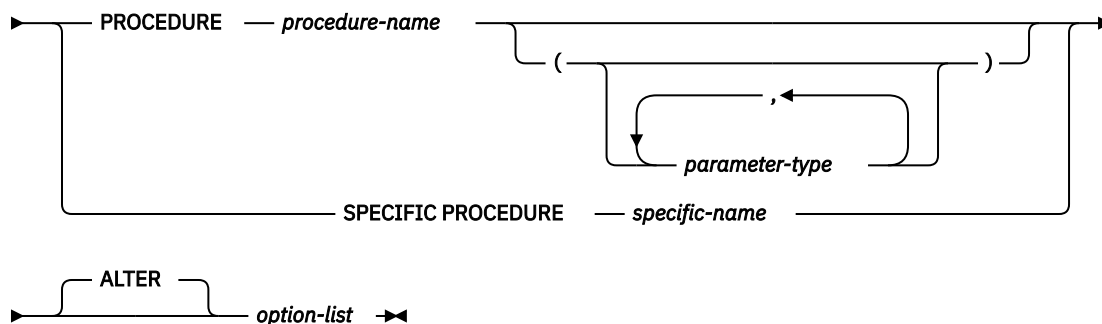 PROCEDURE procedure-name
( )
,
parameter-type
SPECIFIC PROCEDURE specific-name
ALTER
option-list